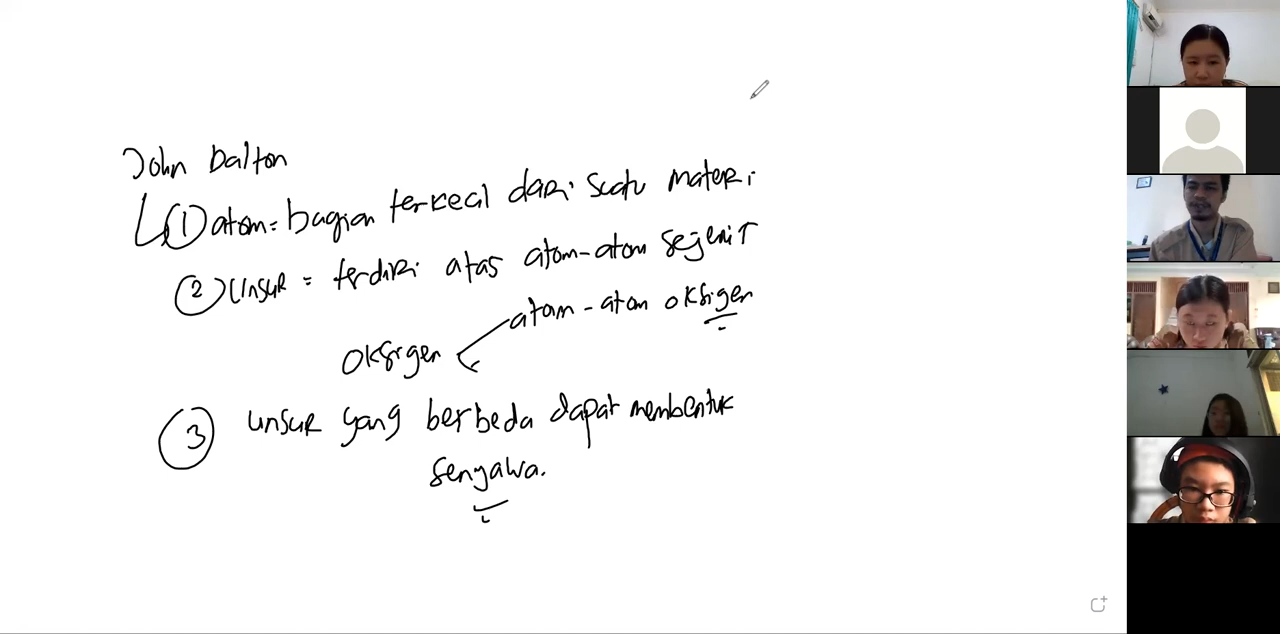 John Dalton
(1) atom = bagian terkecil dari suatu materi
(2) Unsur = terdiri atas atom-atom sejenis
atom-atom oksigen
oksigen
(3) unsur yang berbeda dapat membentuk
senyawa.